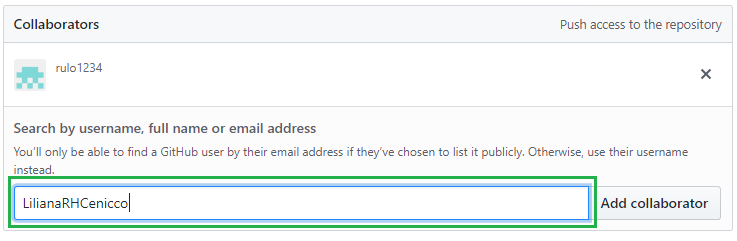 Collaborators
Push access to the repository
rulo1234
Search by username, full name or email address
You'll only be able to find a GitHub user by their email address if they've chosen to list it publicly. Otherwise, use their username
instead.
LilianaRHCenicco
Add collaborator